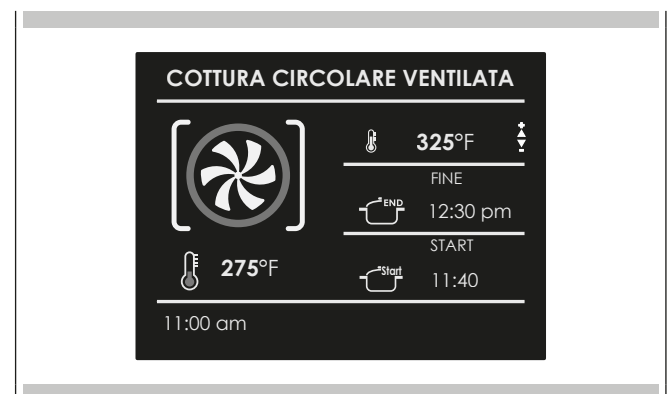 COTTURA CIRCOLARE VENTILATA
325°F
FINE
END
12:30 pm
START
Start
11:40
275°F
11:00 am